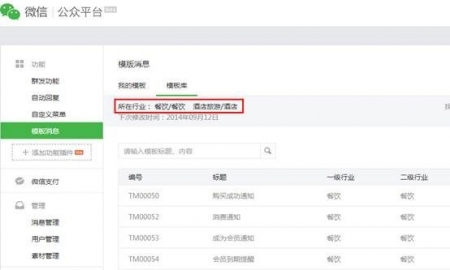 微信 | 公众平台
功能
群发功能
自动回复
自定义菜单
模板消息
+ 添加功能插件
微信支付
管理
消息管理
用户管理
素材管理
模板消息
我的模板 模板库
所在行业： 餐饮/餐饮 酒店旅游/酒店
下次修改时间：2014年09月12日
请输入模板标题、内容
编号 标题 一级行业 二级行业
TM00050 购买成功通知 餐饮 餐饮
TM00052 消费通知 餐饮 餐饮
TM00053 成为会员通知 餐饮 餐饮
TM00054 会员到期提醒 餐饮 餐饮